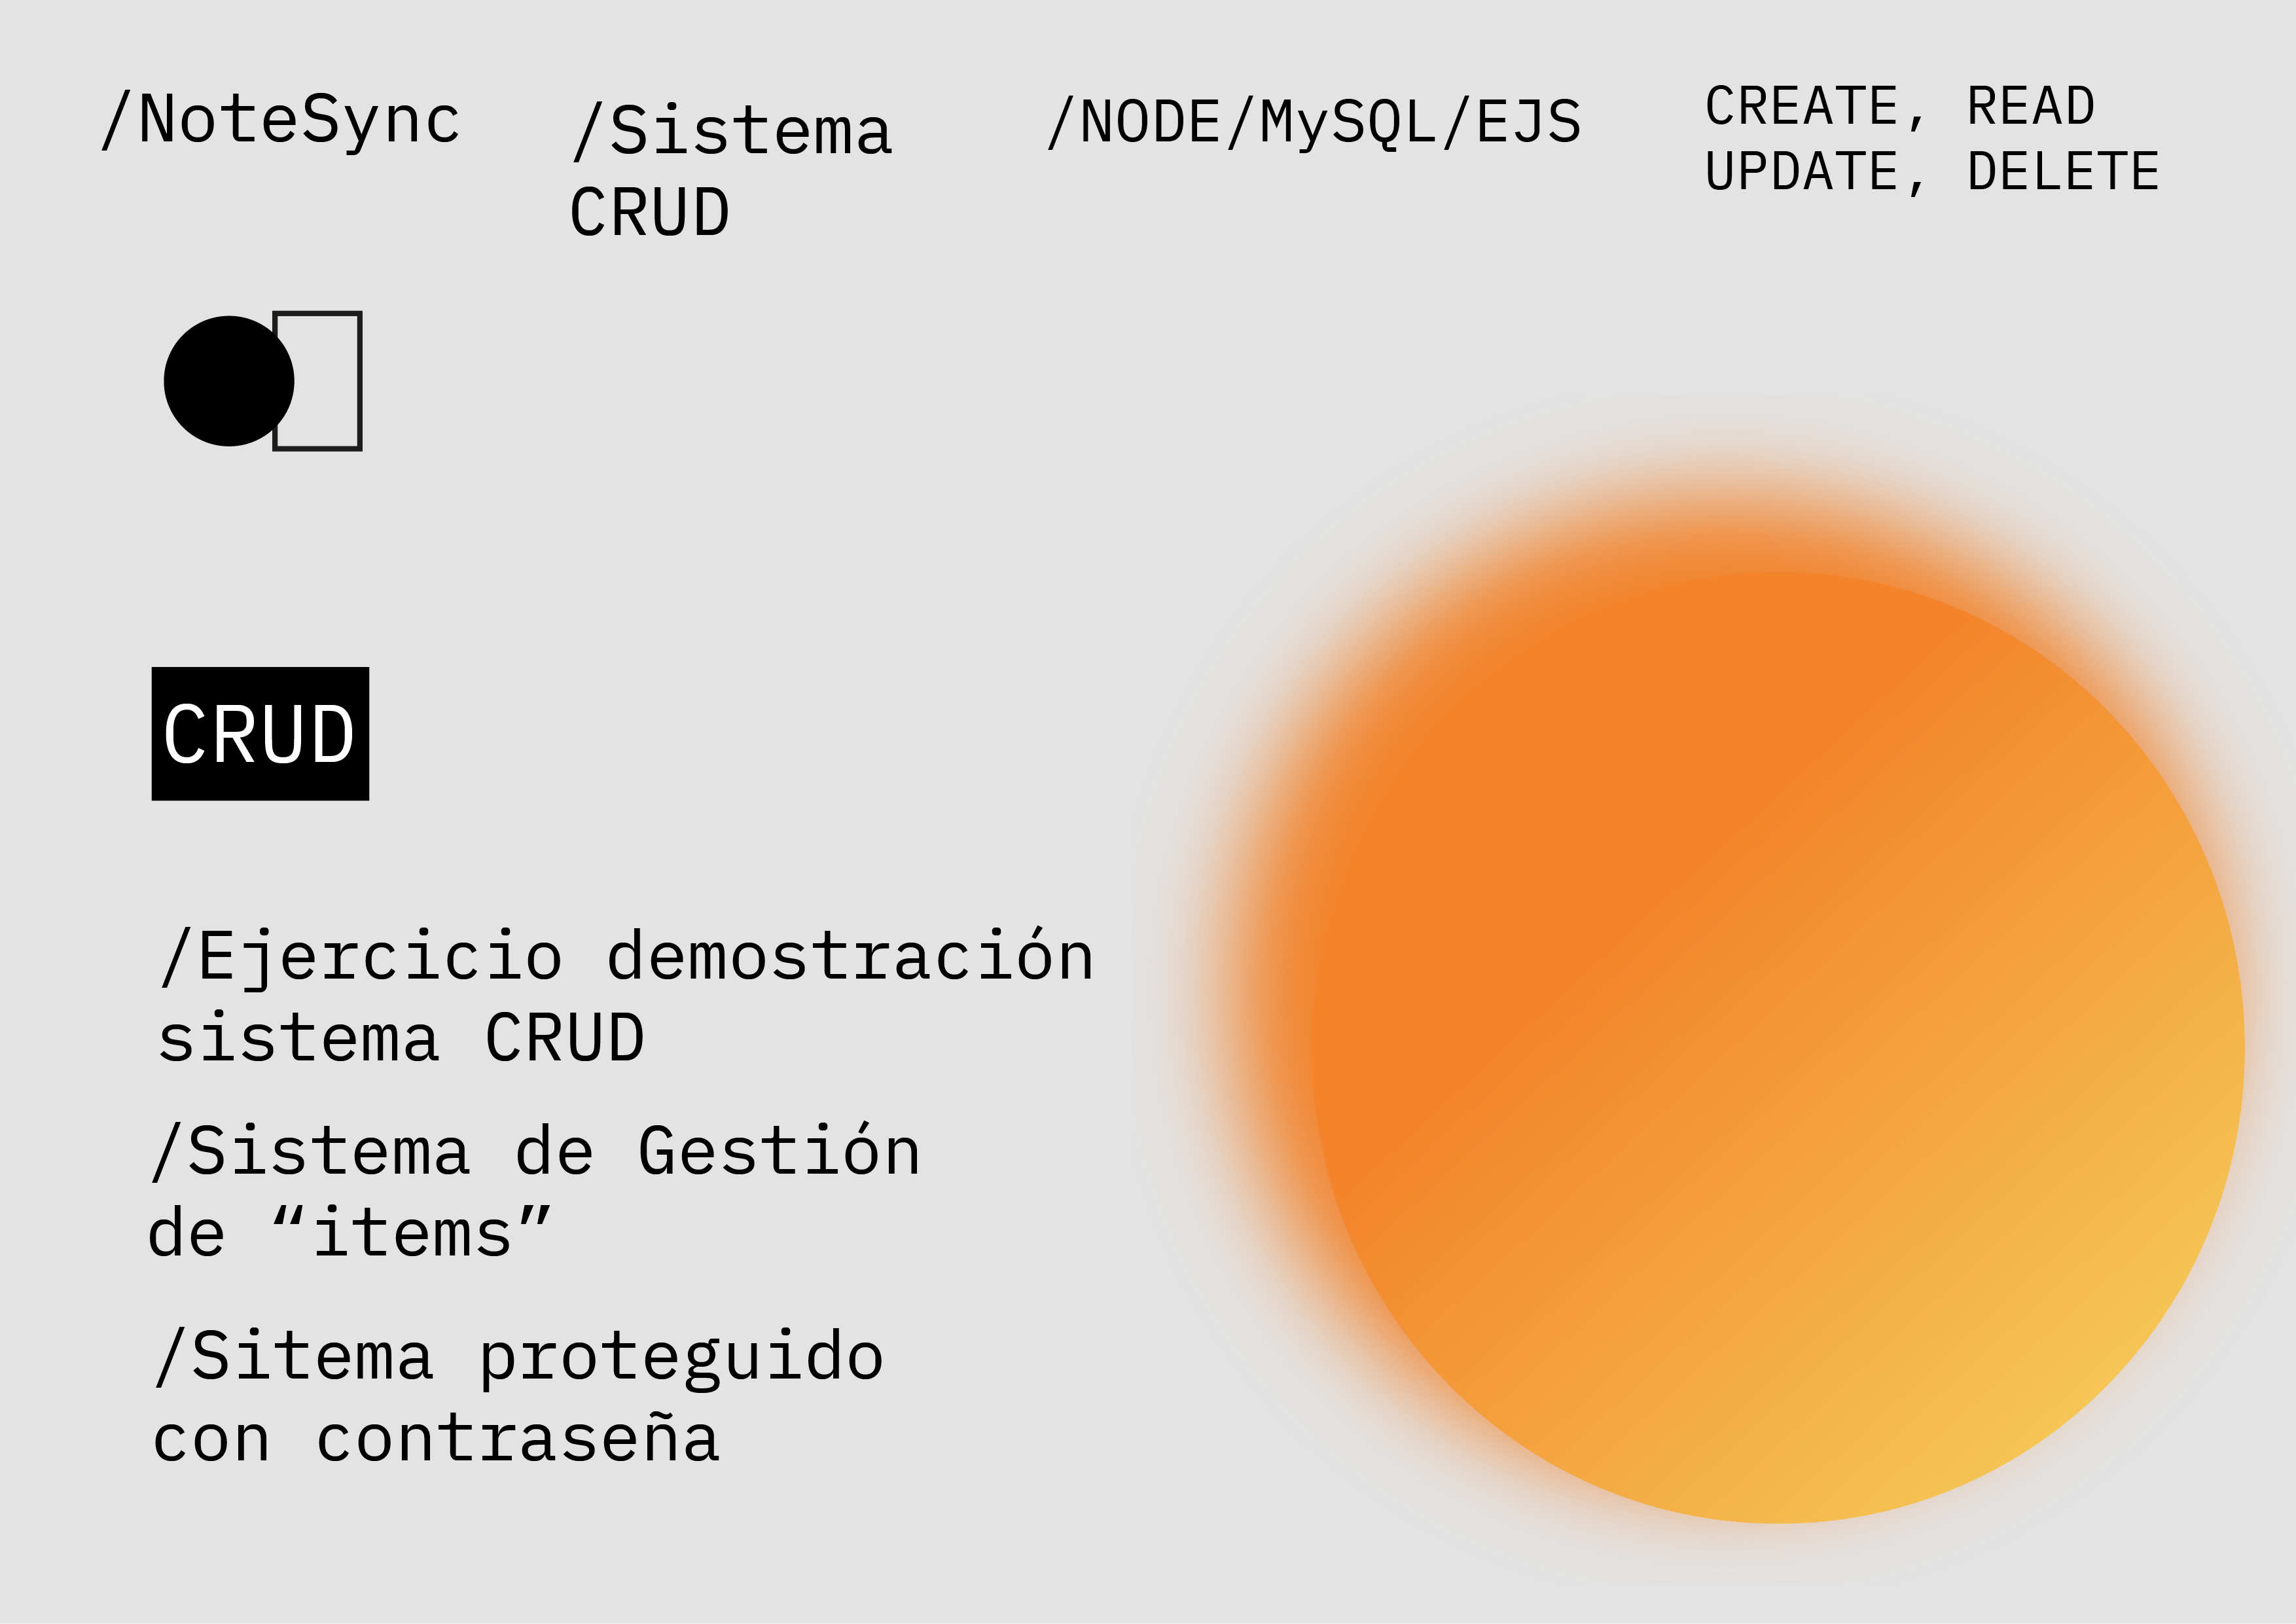 /NoteSync
/Sistema
CRUD
/NODE/MySQL/EJS
CREATE, READ
UPDATE, DELETE
CRUD
/Ejercicio demostración
sistema CRUD
/Sistema de Gestión
de “items”
/Sitema proteguido
con contraseña